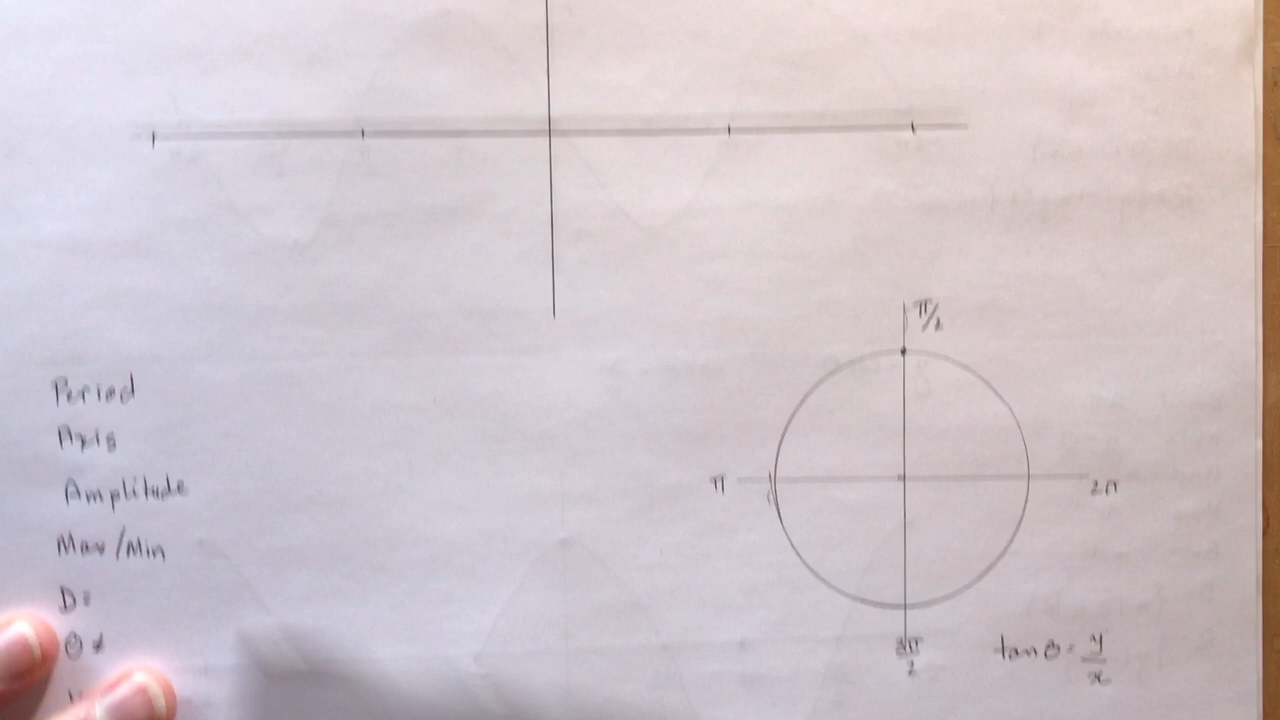 π/2
Period
Axis
Amplitude
π
2π
Max/Min
D:
θ ≠
3π/2
tan θ = y/x